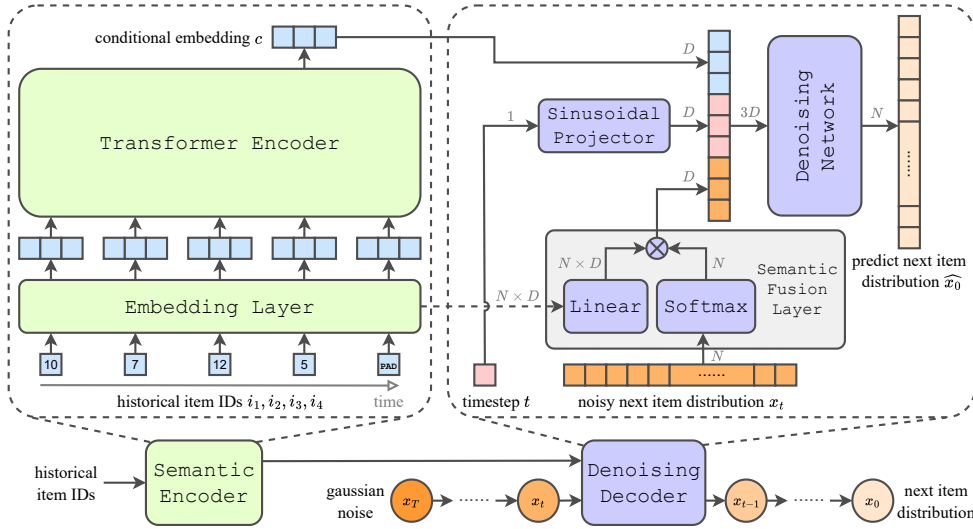 conditional embedding c
Transformer Encoder
Embedding Layer
10
7
12
5
PAD
historical item IDs i₁, i₂, i₃, i₄
time
D
1
Sinusoidal
Projector
D
3D
Denoising
Network
N
D
N × D
N
N × D
Linear
Softmax
Semantic
Fusion
Layer
N
......
......
predict next item
distribution x̂₀
timestep t
noisy next item distribution xₜ
historical
item IDs
Semantic
Encoder
Denoising
Decoder
gaussian
noise
x_T
......
xₜ
xₜ₋₁
......
x₀
next item
distribution